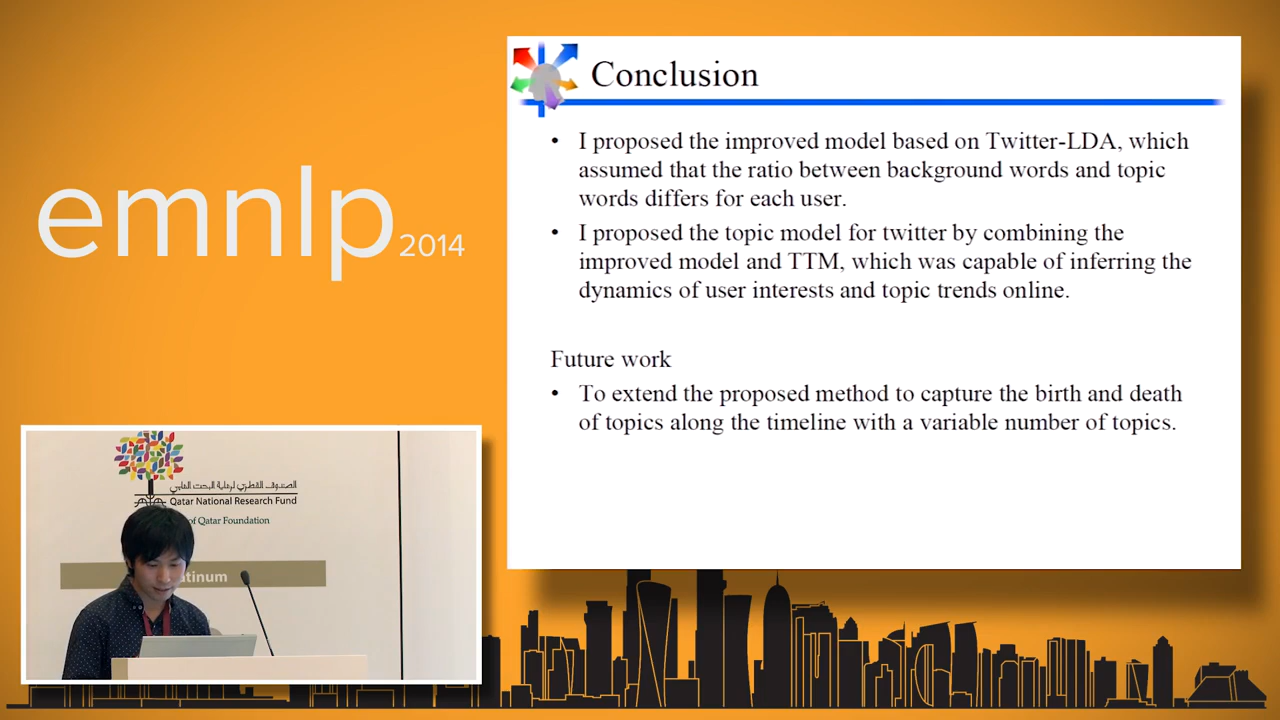 emnlp 2014
Conclusion
• I proposed the improved model based on Twitter-LDA, which
assumed that the ratio between background words and topic
words differs for each user.
• I proposed the topic model for twitter by combining the
improved model and TTM, which was capable of inferring the
dynamics of user interests and topic trends online.
Future work
• To extend the proposed method to capture the birth and death
of topics along the timeline with a variable number of topics.
الصندوق القطري لرعاية البحث العلمي
Qatar National Research Fund
of Qatar Foundation
tinum